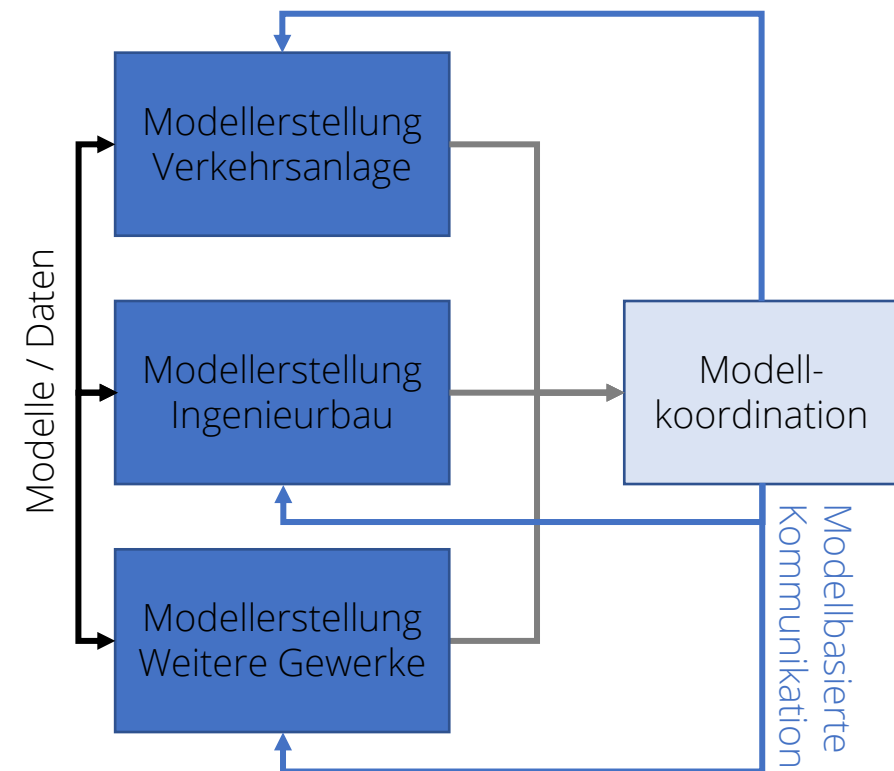 Modellerstellung
Verkehrsanlage
Modelle / Daten
Modellerstellung
Ingenieurbau
Modell-
koordination
Modellerstellung
Weitere Gewerke
Modellbasierte
Kommunikation